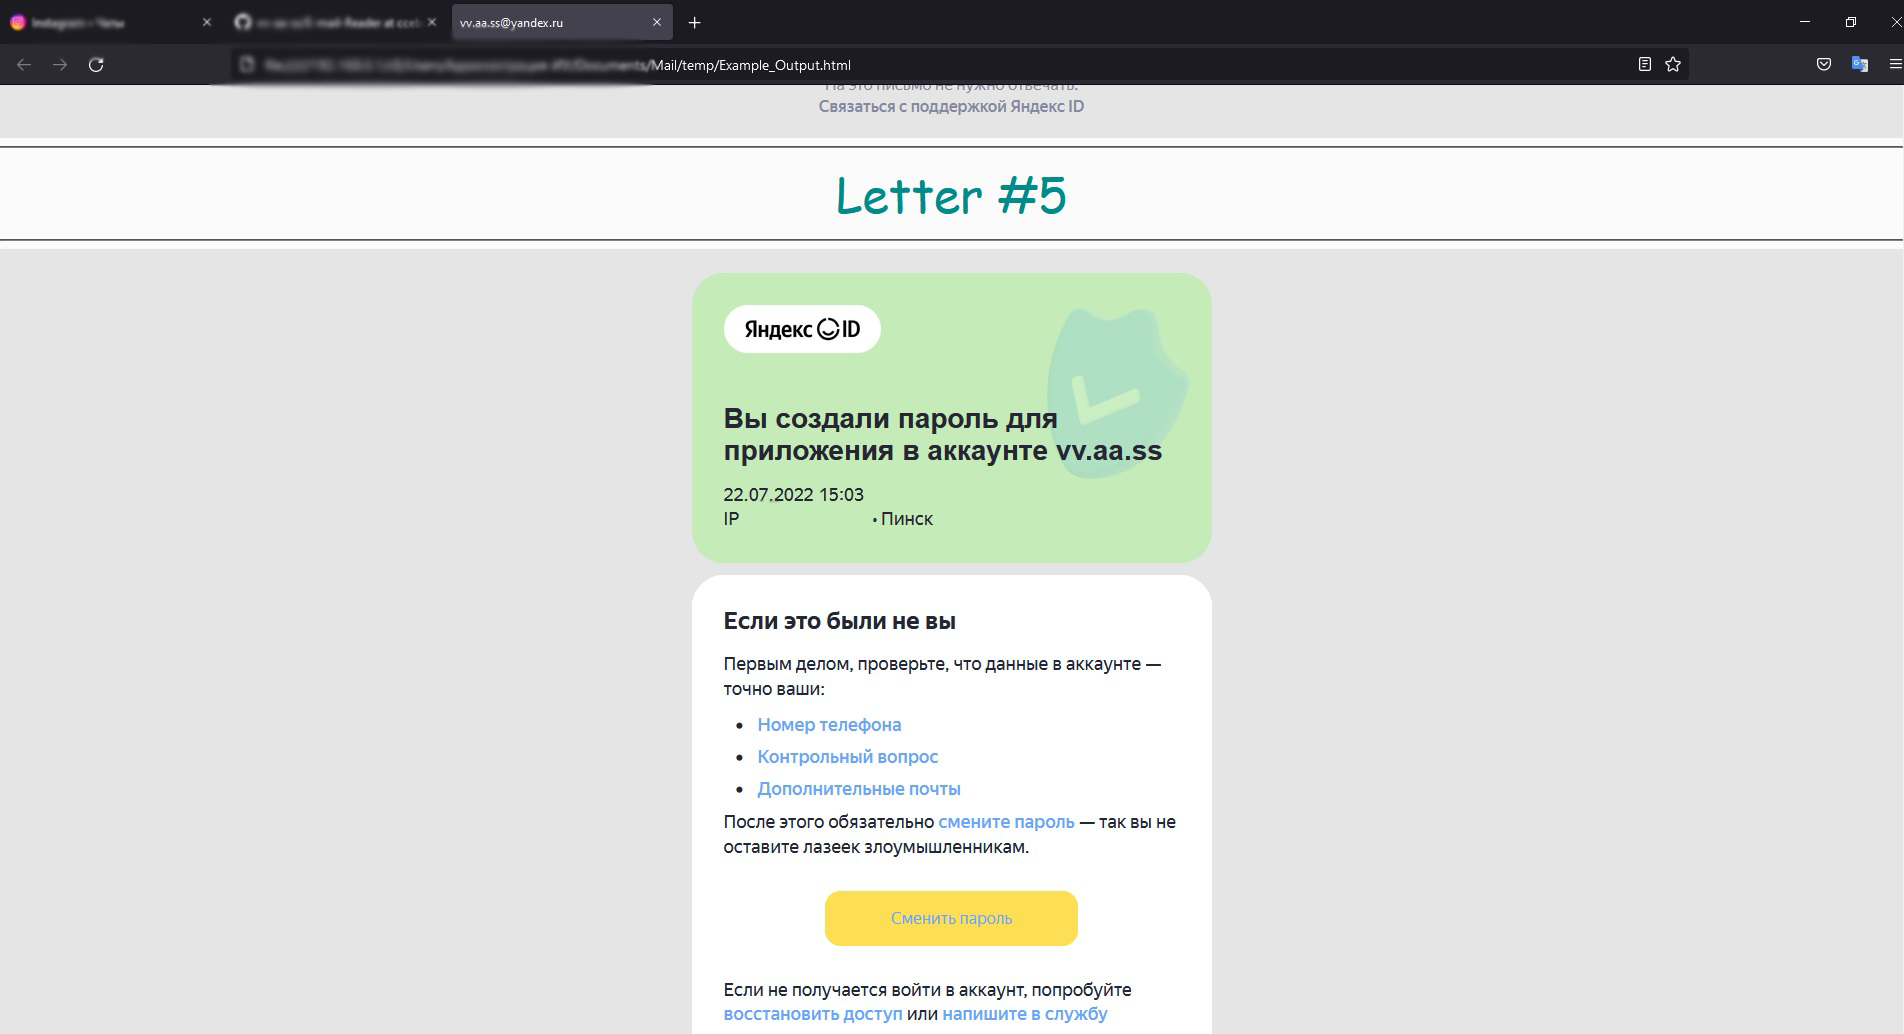 vv.aa.ss@yandex.ru
/Mail/temp/Example_Output.html
На это письмо не нужно отвечать.
Связаться с поддержкой Яндекс ID
Letter #5
Яндекс ID
Вы создали пароль для
приложения в аккаунте vv.aa.ss
22.07.2022 15:03
IP • Пинск
Если это были не вы
Первым делом, проверьте, что данные в аккаунте —
точно ваши:
• Номер телефона
• Контрольный вопрос
• Дополнительные почты
После этого обязательно смените пароль — так вы не
оставите лазеек злоумышленникам.
Сменить пароль
Если не получается войти в аккаунт, попробуйте
восстановить доступ или напишите в службу